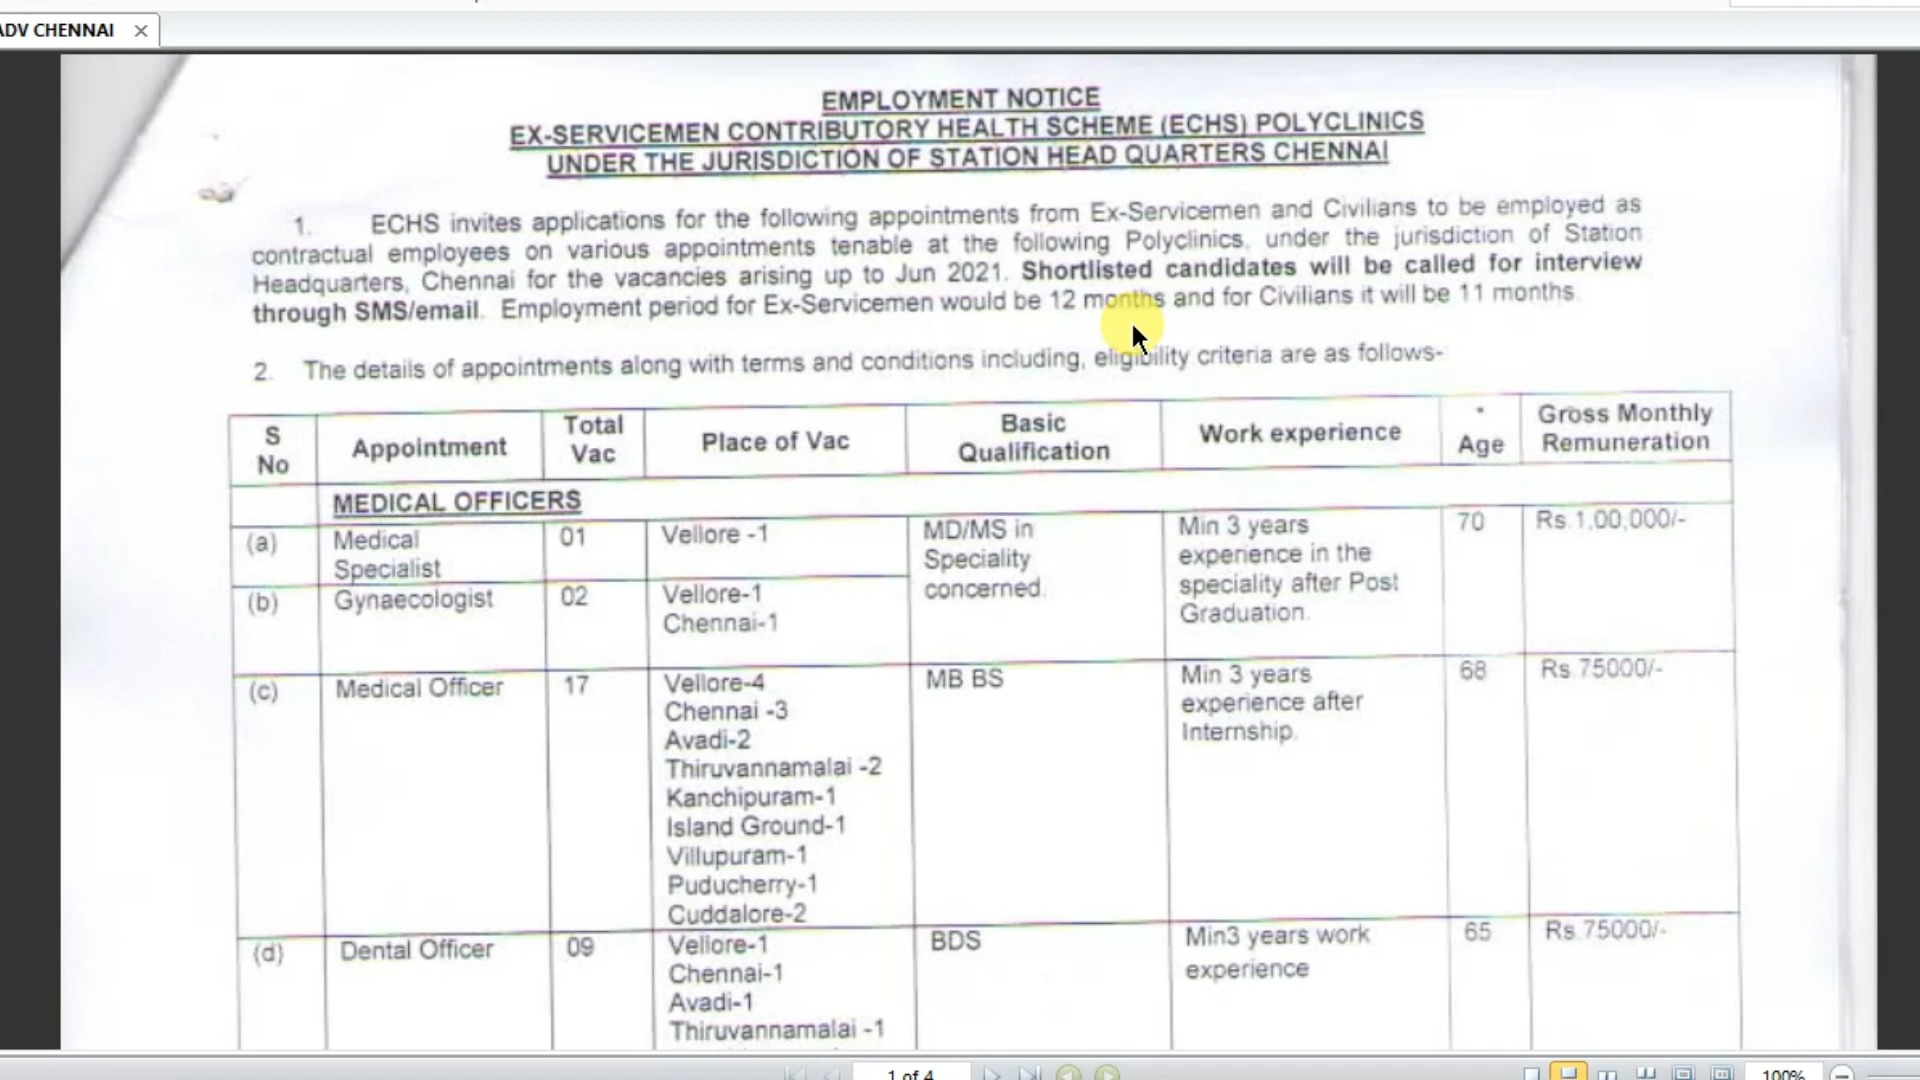 ADV CHENNAI
EMPLOYMENT NOTICE
EX-SERVICEMEN CONTRIBUTORY HEALTH SCHEME (ECHS) POLYCLINICS
UNDER THE JURISDICTION OF STATION HEAD QUARTERS CHENNAI
1. ECHS invites applications for the following appointments from Ex-Servicemen and Civilians to be employed as
contractual employees on various appointments tenable at the following Polyclinics, under the jurisdiction of Station
Headquarters, Chennai for the vacancies arising up to Jun 2021. Shortlisted candidates will be called for interview
through SMS/email. Employment period for Ex-Servicemen would be 12 months and for Civilians it will be 11 months.
2. The details of appointments along with terms and conditions including, eligibility criteria are as follows-
S No Appointment Total Vac Place of Vac Basic Qualification Work experience * Age Gross Monthly Remuneration
MEDICAL OFFICERS
(a) Medical Specialist 01 Vellore -1 MD/MS in Speciality concerned. Min 3 years experience in the speciality after Post Graduation. 70 Rs.1,00,000/-
(b) Gynaecologist 02 Vellore-1
Chennai-1
(c) Medical Officer 17 Vellore-4 MB BS Min 3 years experience after Internship. 68 Rs.75000/-
Chennai -3
Avadi-2
Thiruvannamalai -2
Kanchipuram-1
Island Ground-1
Villupuram-1
Puducherry-1
Cuddalore-2
(d) Dental Officer 09 Vellore-1 BDS Min3 years work experience 65 Rs.75000/-
Chennai-1
Avadi-1
Thiruvannamalai -1
1 of 4
100%